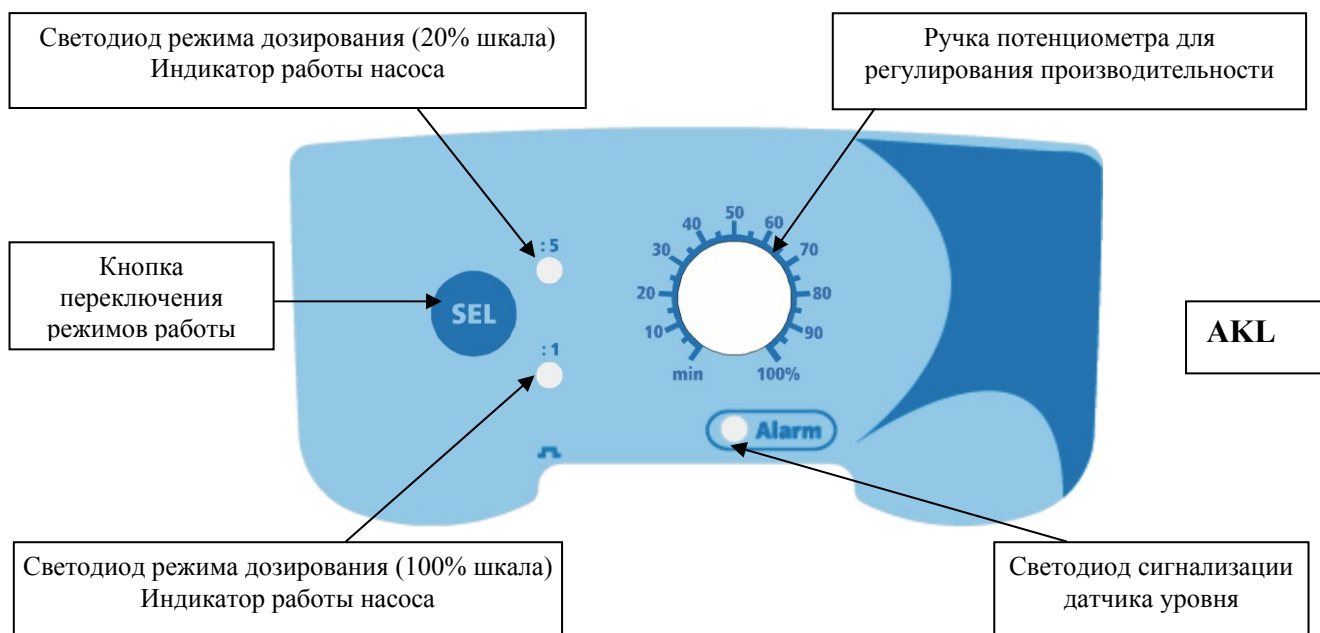 Светодиод режима дозирования (20% шкала)
Индикатор работы насоса
Ручка потенциометра для
регулирования производительности
Кнопка
переключения
режимов работы
SEL
: 5
: 1
min
10
20
30
40
50
60
70
80
90
100%
Alarm
AKL
Светодиод режима дозирования (100% шкала)
Индикатор работы насоса
Светодиод сигнализации
датчика уровня